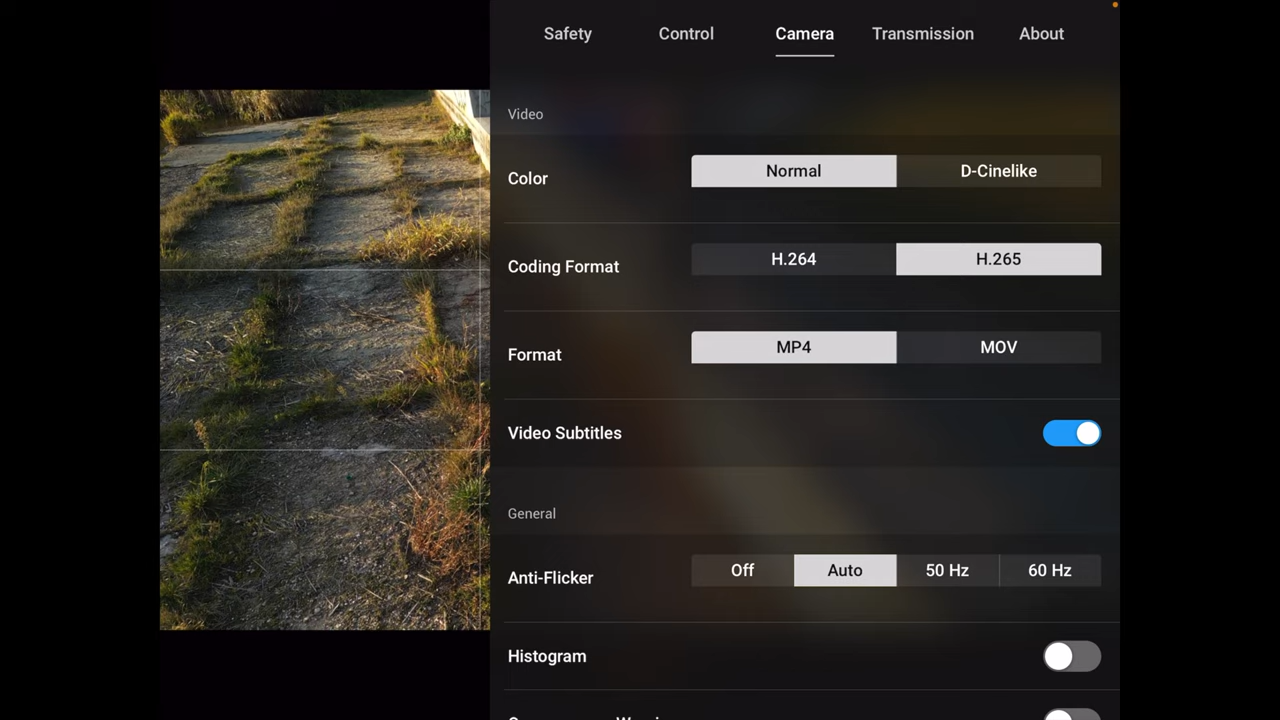 Safety Control Camera Transmission About
Video
Color Normal D-Cinelike
Coding Format H.264 H.265
Format MP4 MOV
Video Subtitles
General
Anti-Flicker Off Auto 50 Hz 60 Hz
Histogram